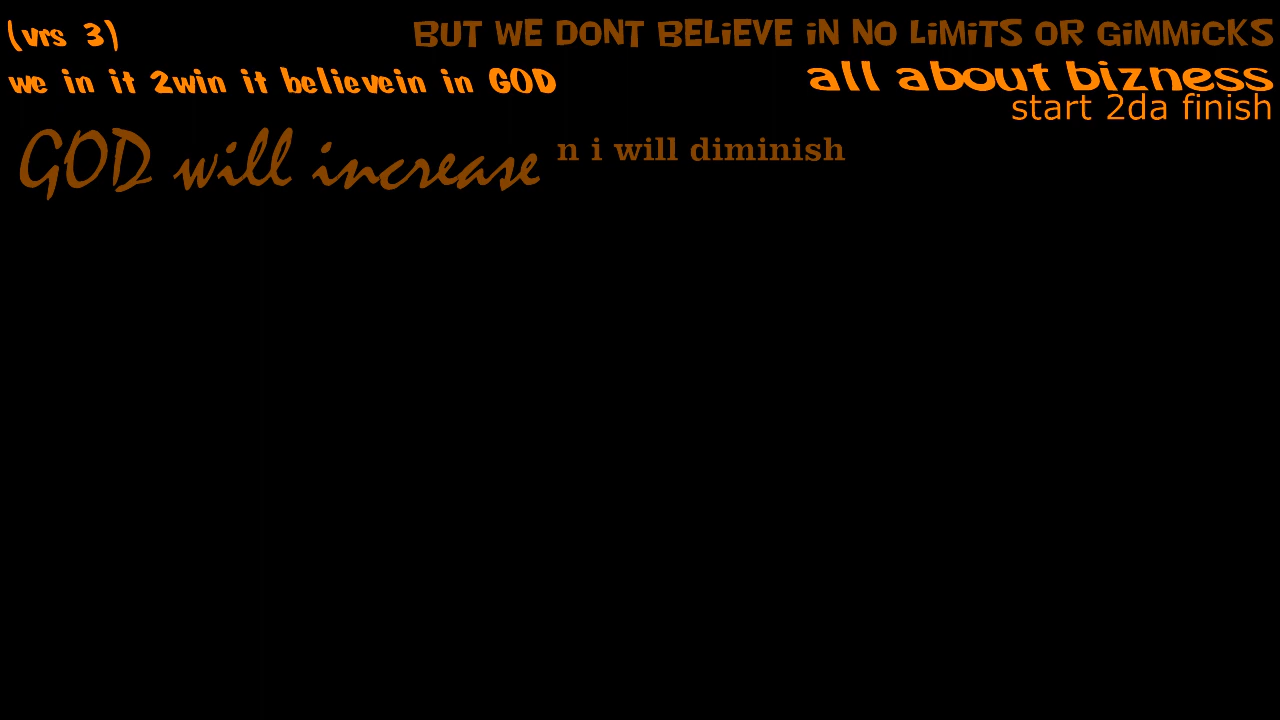 (vrs 3)
we in it 2win it believein in GOD
BUT WE DONT BELiEVE iN NO LiMiTS OR GiMMiCKS
all about bizness
start 2da finish
GOD will increase
n i will diminish